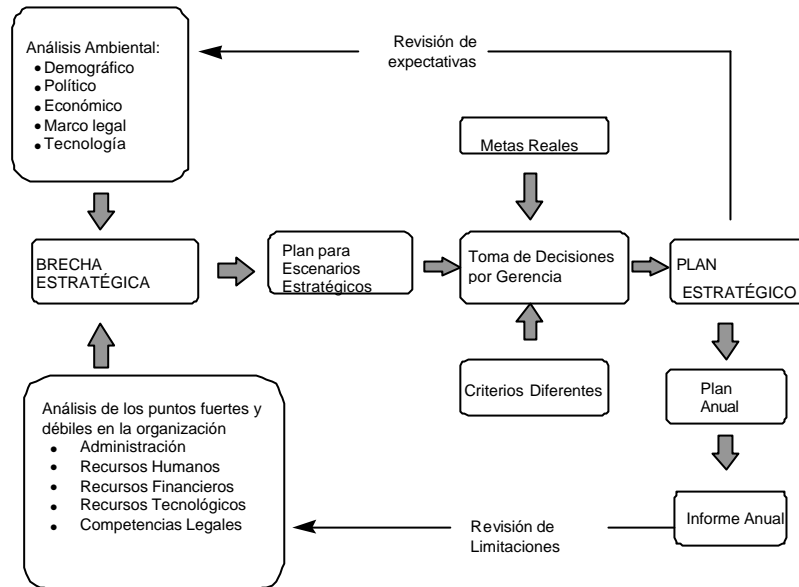 Análisis Ambiental:
• Demográfico
• Político
• Económico
• Marco legal
• Tecnología
Revisión de
expectativas
Metas Reales
BRECHA
ESTRATÉGICA
Plan para
Escenarios
Estratégicos
Toma de Decisiones
por Gerencia
PLAN
ESTRATÉGICO
Criterios Diferentes
Plan
Anual
Análisis de los puntos fuertes y
débiles en la organización
• Administración
• Recursos Humanos
• Recursos Financieros
• Recursos Tecnológicos
• Competencias Legales
Revisión de
Limitaciones
Informe Anual